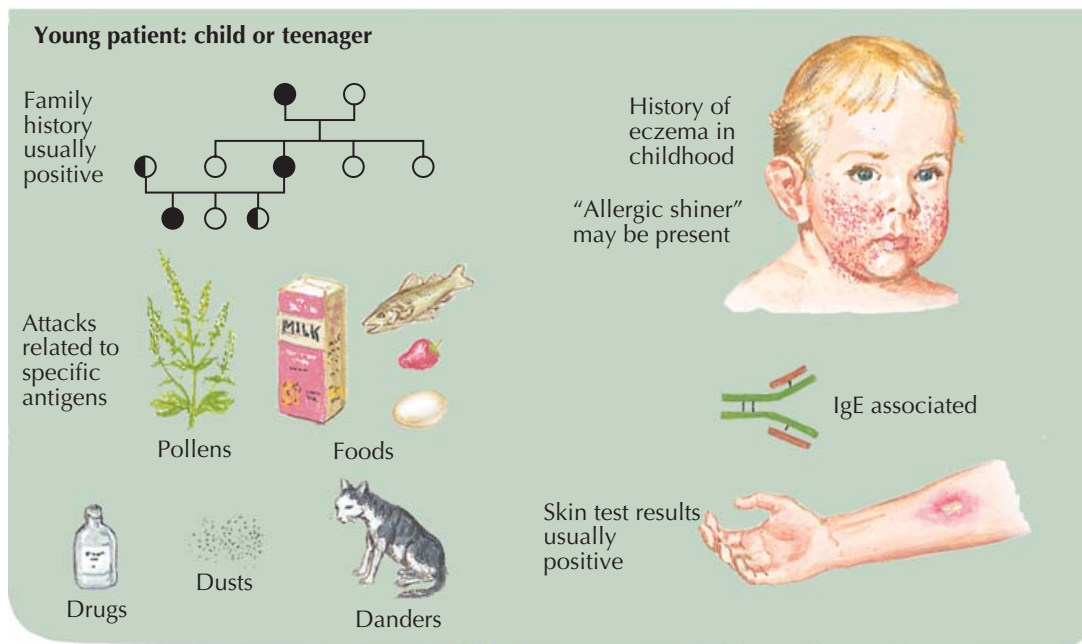 Young patient: child or teenager
Family
history
usually
positive
History of
eczema in
childhood
“Allergic shiner”
may be present
Attacks
related to
specific
antigens
MILK
Pollens
Foods
IgE associated
Drugs
Dusts
Danders
Skin test results
usually
positive